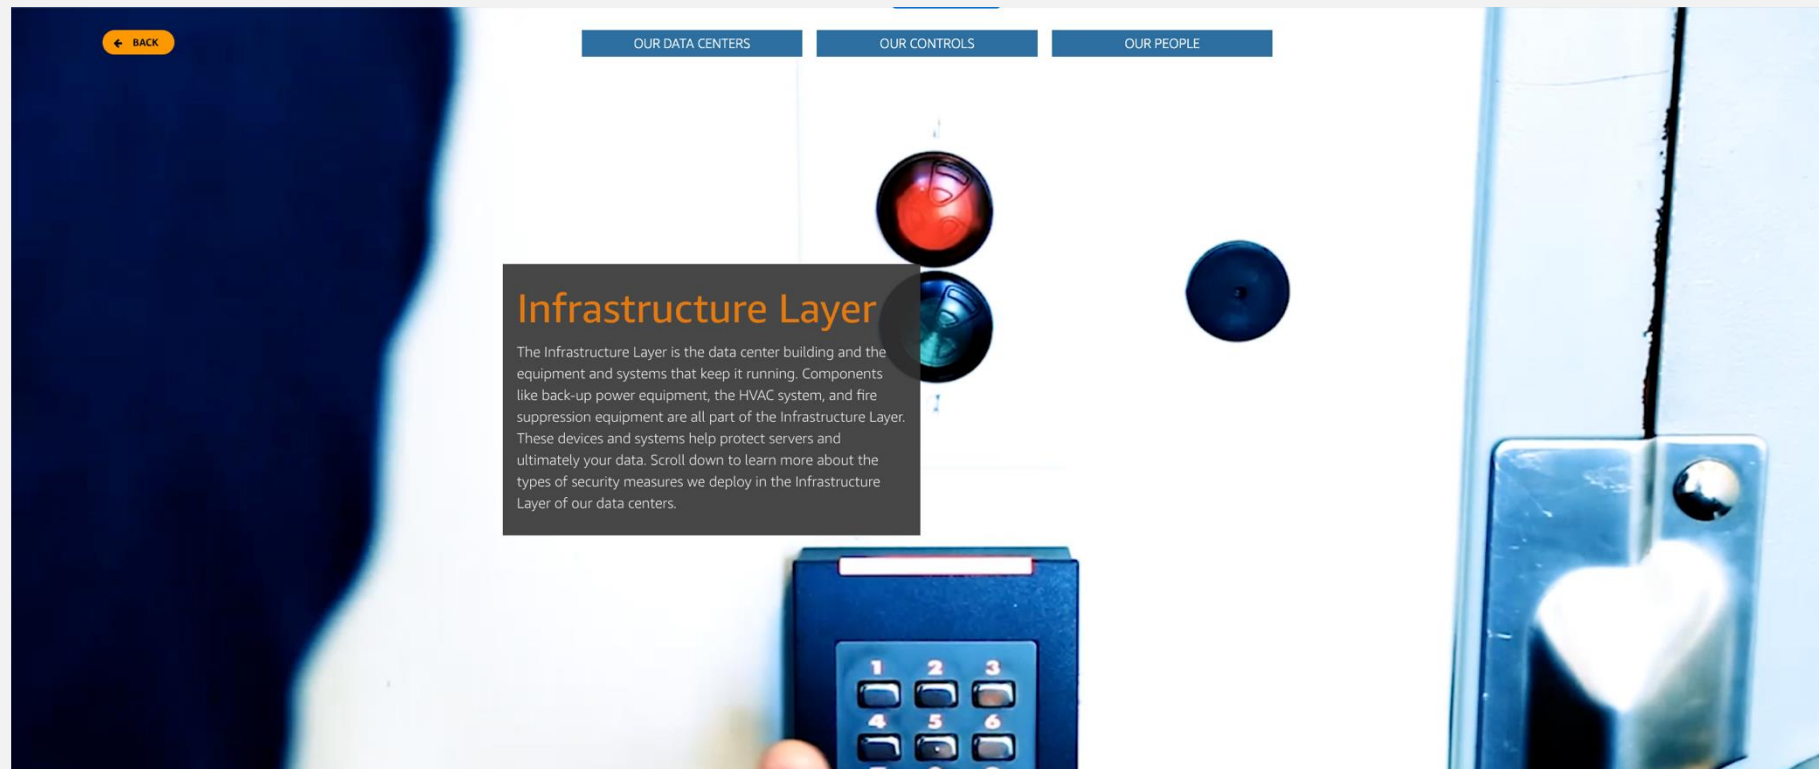 BACK
OUR DATA CENTERS
OUR CONTROLS
OUR PEOPLE
Infrastructure Layer
The Infrastructure Layer is the data center building and the
equipment and systems that keep it running. Components
like back-up power equipment, the HVAC system, and fire
suppression equipment are all part of the Infrastructure Layer.
These devices and systems help protect servers and
ultimately your data. Scroll down to learn more about the
types of security measures we deploy in the Infrastructure
Layer of our data centers.
1 2 3
4 5 6